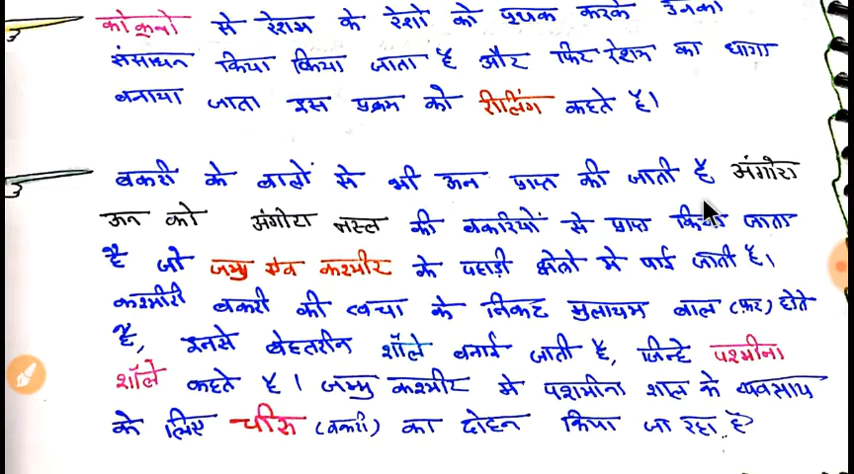 कोकूनो से रेशम के रेशो को पृथक करके उनका
संसाधन किया किया जाता है और फिर रेशम का धागा
बनाया जाता इस प्रक्रम को रीलिंग कहते है।
बकरी के बालों से भी ऊन प्राप्त की जाती है अंगोरा
ऊन को अंगोरा नस्ल की बकरियों से प्राप्त किया जाता
है जो जम्मु एंव कश्मीर के पहाड़ी क्षेत्रो मे पाई जाती है।
कश्मीरी बकरी की त्वचा के निकट मुलायम बाल (फर) होते
है, इनसे बेहतरीन शॉले बनाई जाती है, जिन्हे पश्मीना
शॉले कहते है। जम्मु कश्मीर मे पशमीना शाल के व्यवसाय
के लिए चीरु (बकरी) का दोहन किया जा रहा है